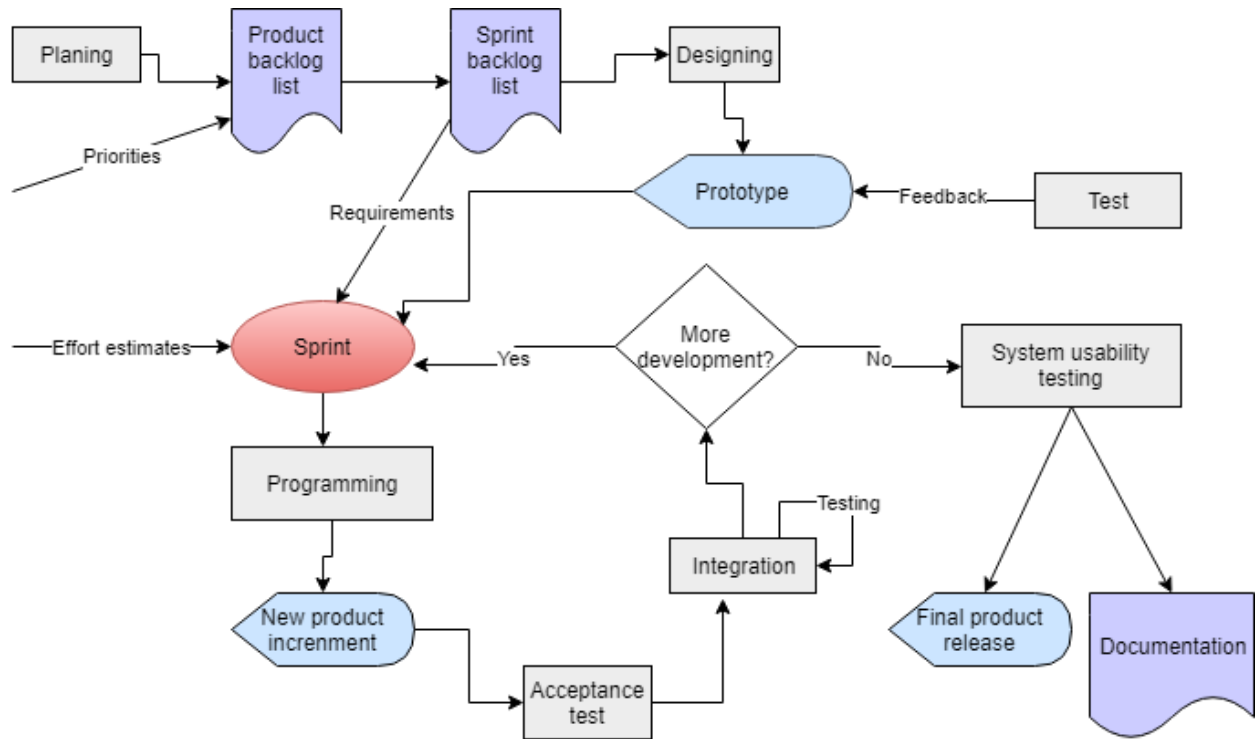 Planing
Product
backlog
list
Sprint
backlog
list
Designing
Priorities
Requirements
Prototype
Feedback
Test
Effort estimates
Sprint
Yes
More
development?
No
System usability
testing
Programming
Testing
Integration
New product
increnment
Acceptance
test
Final product
release
Documentation